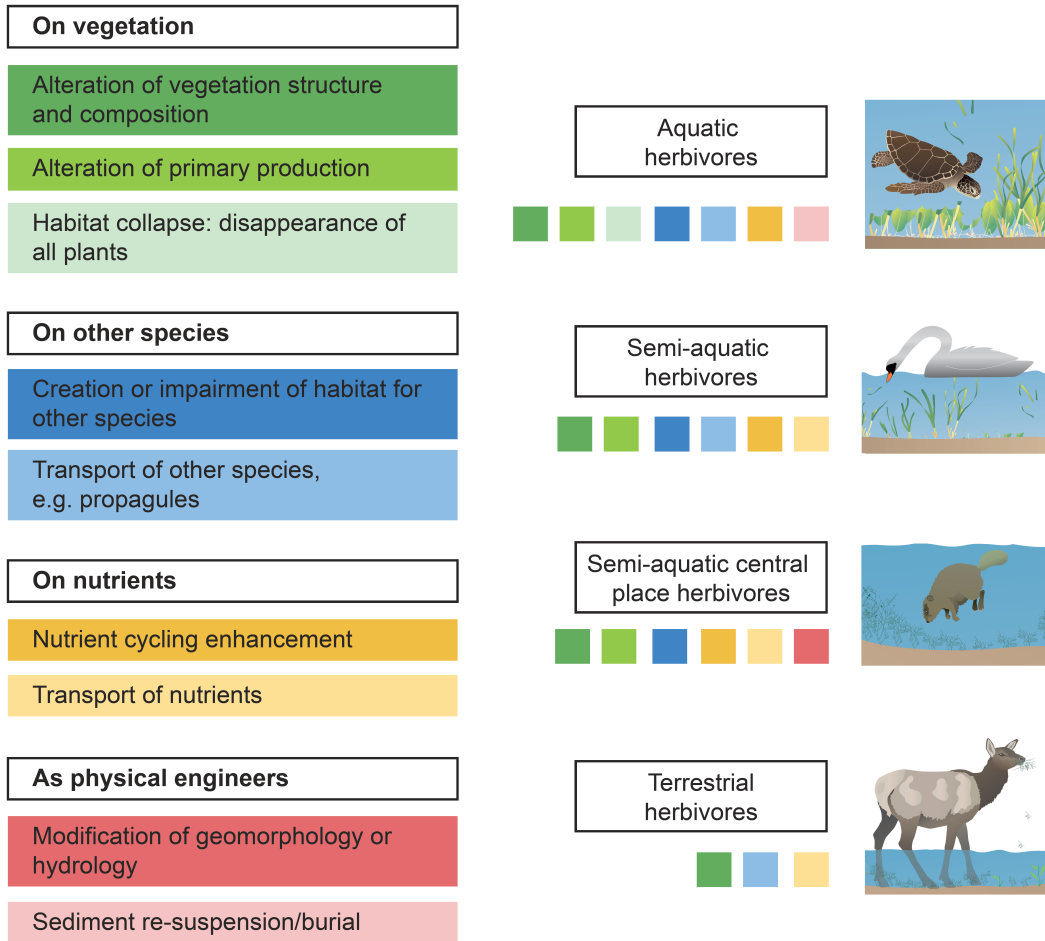 On vegetation
Alteration of vegetation structure
and composition
Alteration of primary production
Habitat collapse: disappearance of
all plants
On other species
Creation or impairment of habitat for
other species
Transport of other species,
e.g. propagules
On nutrients
Nutrient cycling enhancement
Transport of nutrients
As physical engineers
Modification of geomorphology or
hydrology
Sediment re-suspension/burial
Aquatic
herbivores
Semi-aquatic
herbivores
Semi-aquatic central
place herbivores
Terrestrial
herbivores